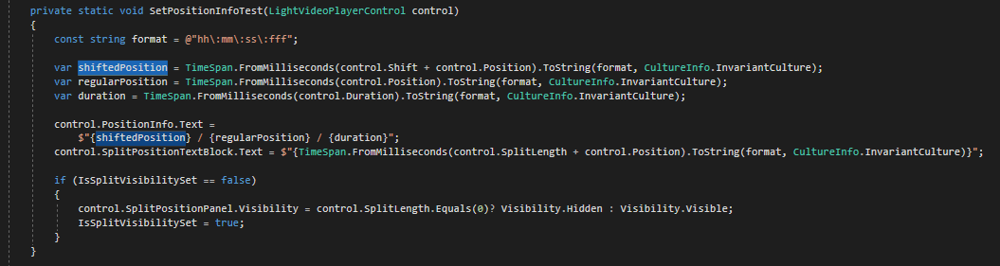 private static void SetPositionInfoTest(LightVideoPlayerControl control)
{
const string format = @"hh\:mm\:ss\:fff";
var shiftedPosition = TimeSpan.FromMilliseconds(control.Shift + control.Position).ToString(format, CultureInfo.InvariantCulture);
var regularPosition = TimeSpan.FromMilliseconds(control.Position).ToString(format, CultureInfo.InvariantCulture);
var duration = TimeSpan.FromMilliseconds(control.Duration).ToString(format, CultureInfo.InvariantCulture);
control.PositionInfo.Text =
$"{shiftedPosition} / {regularPosition} / {duration}";
control.SplitPositionTextBlock.Text = $"{TimeSpan.FromMilliseconds(control.SplitLength + control.Position).ToString(format, CultureInfo.InvariantCulture)}";
if (IsSplitVisibilitySet == false)
{
control.SplitPositionPanel.Visibility = control.SplitLength.Equals(0)? Visibility.Hidden : Visibility.Visible;
IsSplitVisibilitySet = true;
}
}